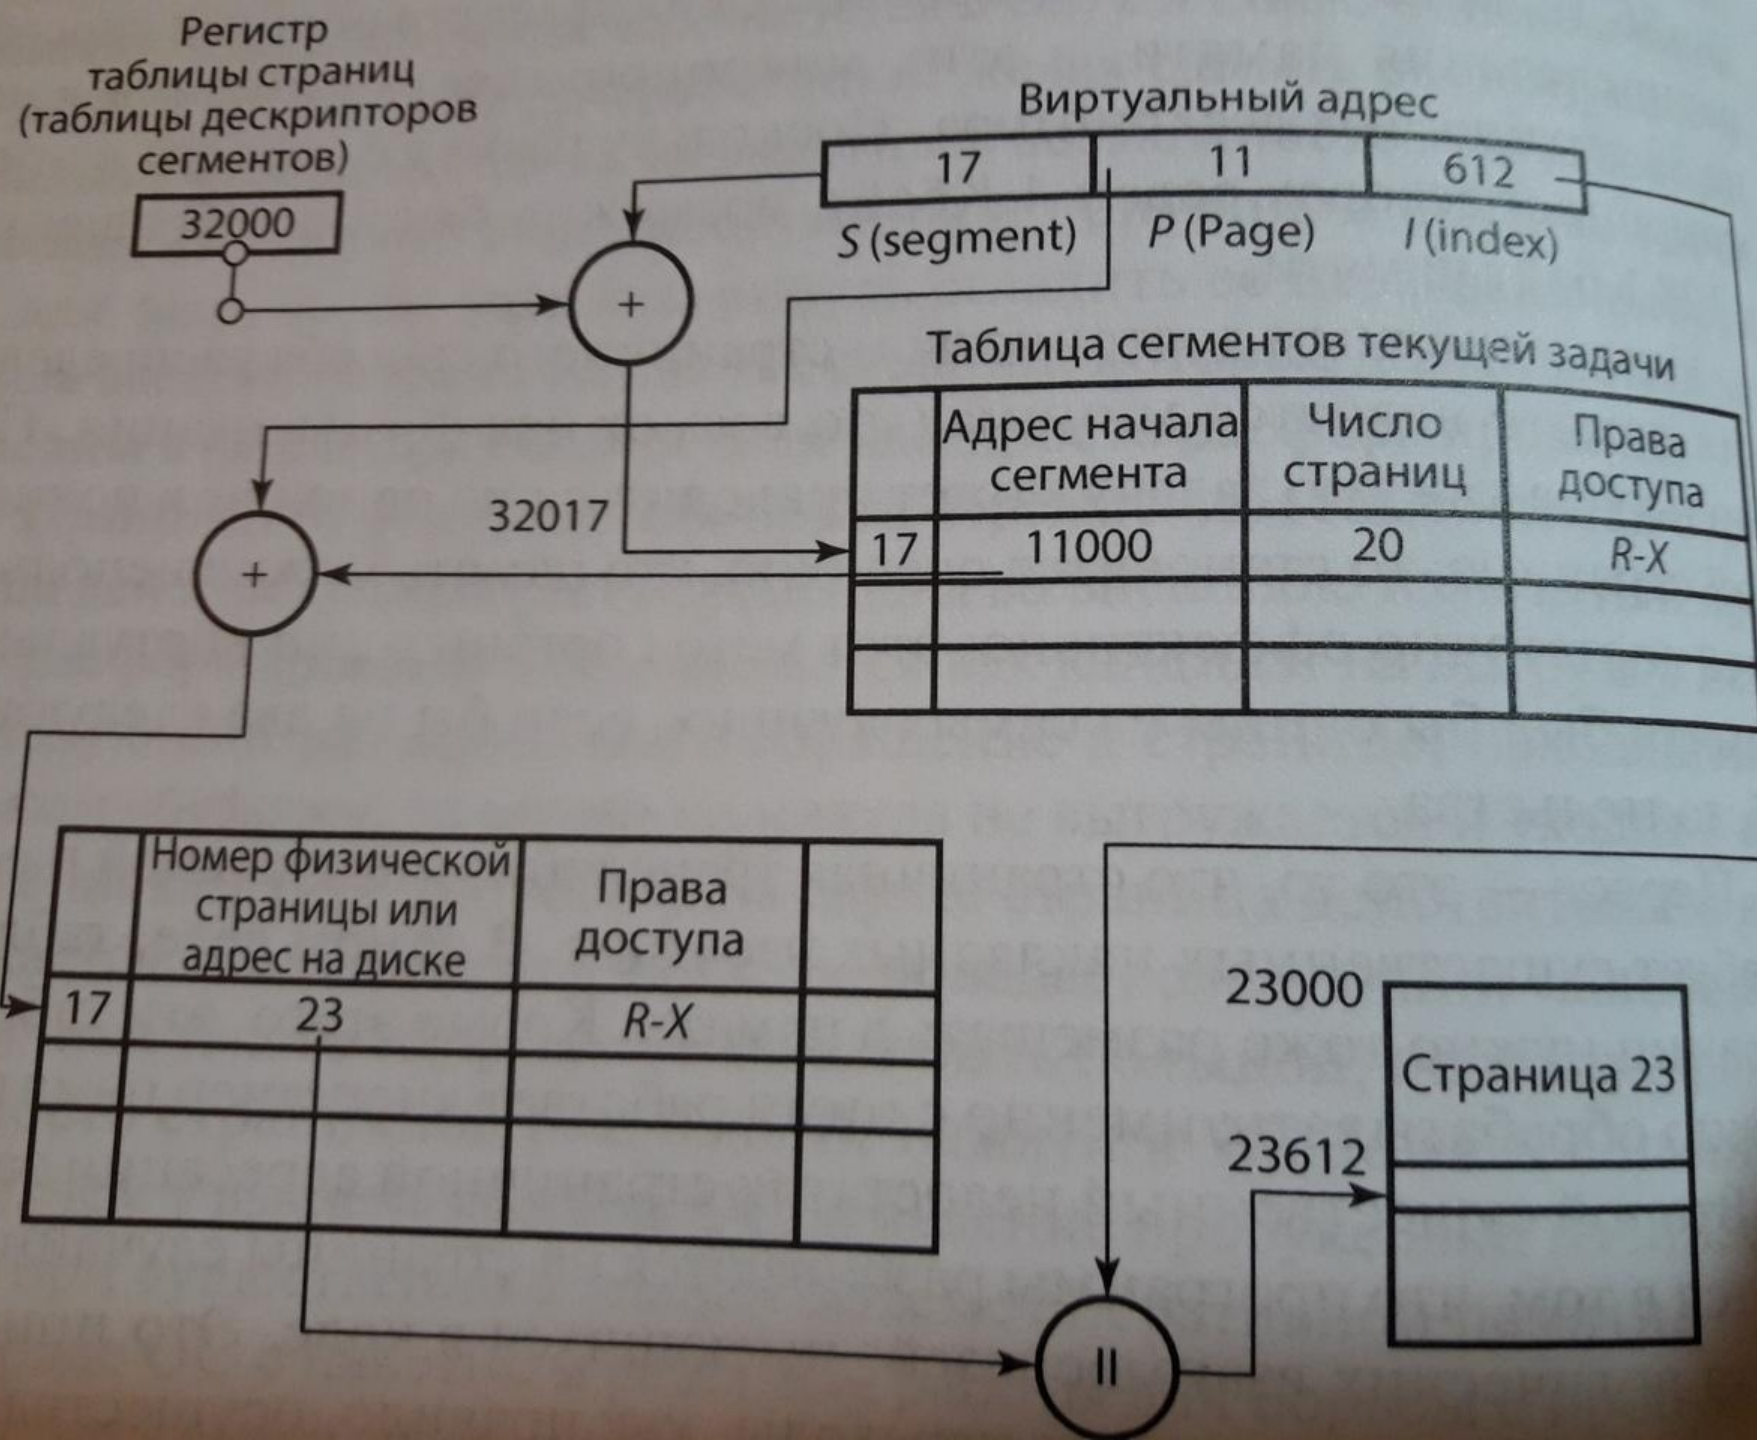 Регистр
таблицы страниц
(таблицы дескрипторов
сегментов)
32000
Виртуальный адрес
17 11 612
S (segment) P (Page) I (index)
+
Таблица сегментов текущей задачи
Адрес начала
сегмента
Число
страниц
Права
доступа
32017
17 11000 20 R-X
+
Номер физической
страницы или
адрес на диске
Права
доступа
17 23 R-X
23000
Страница 23
23612
||